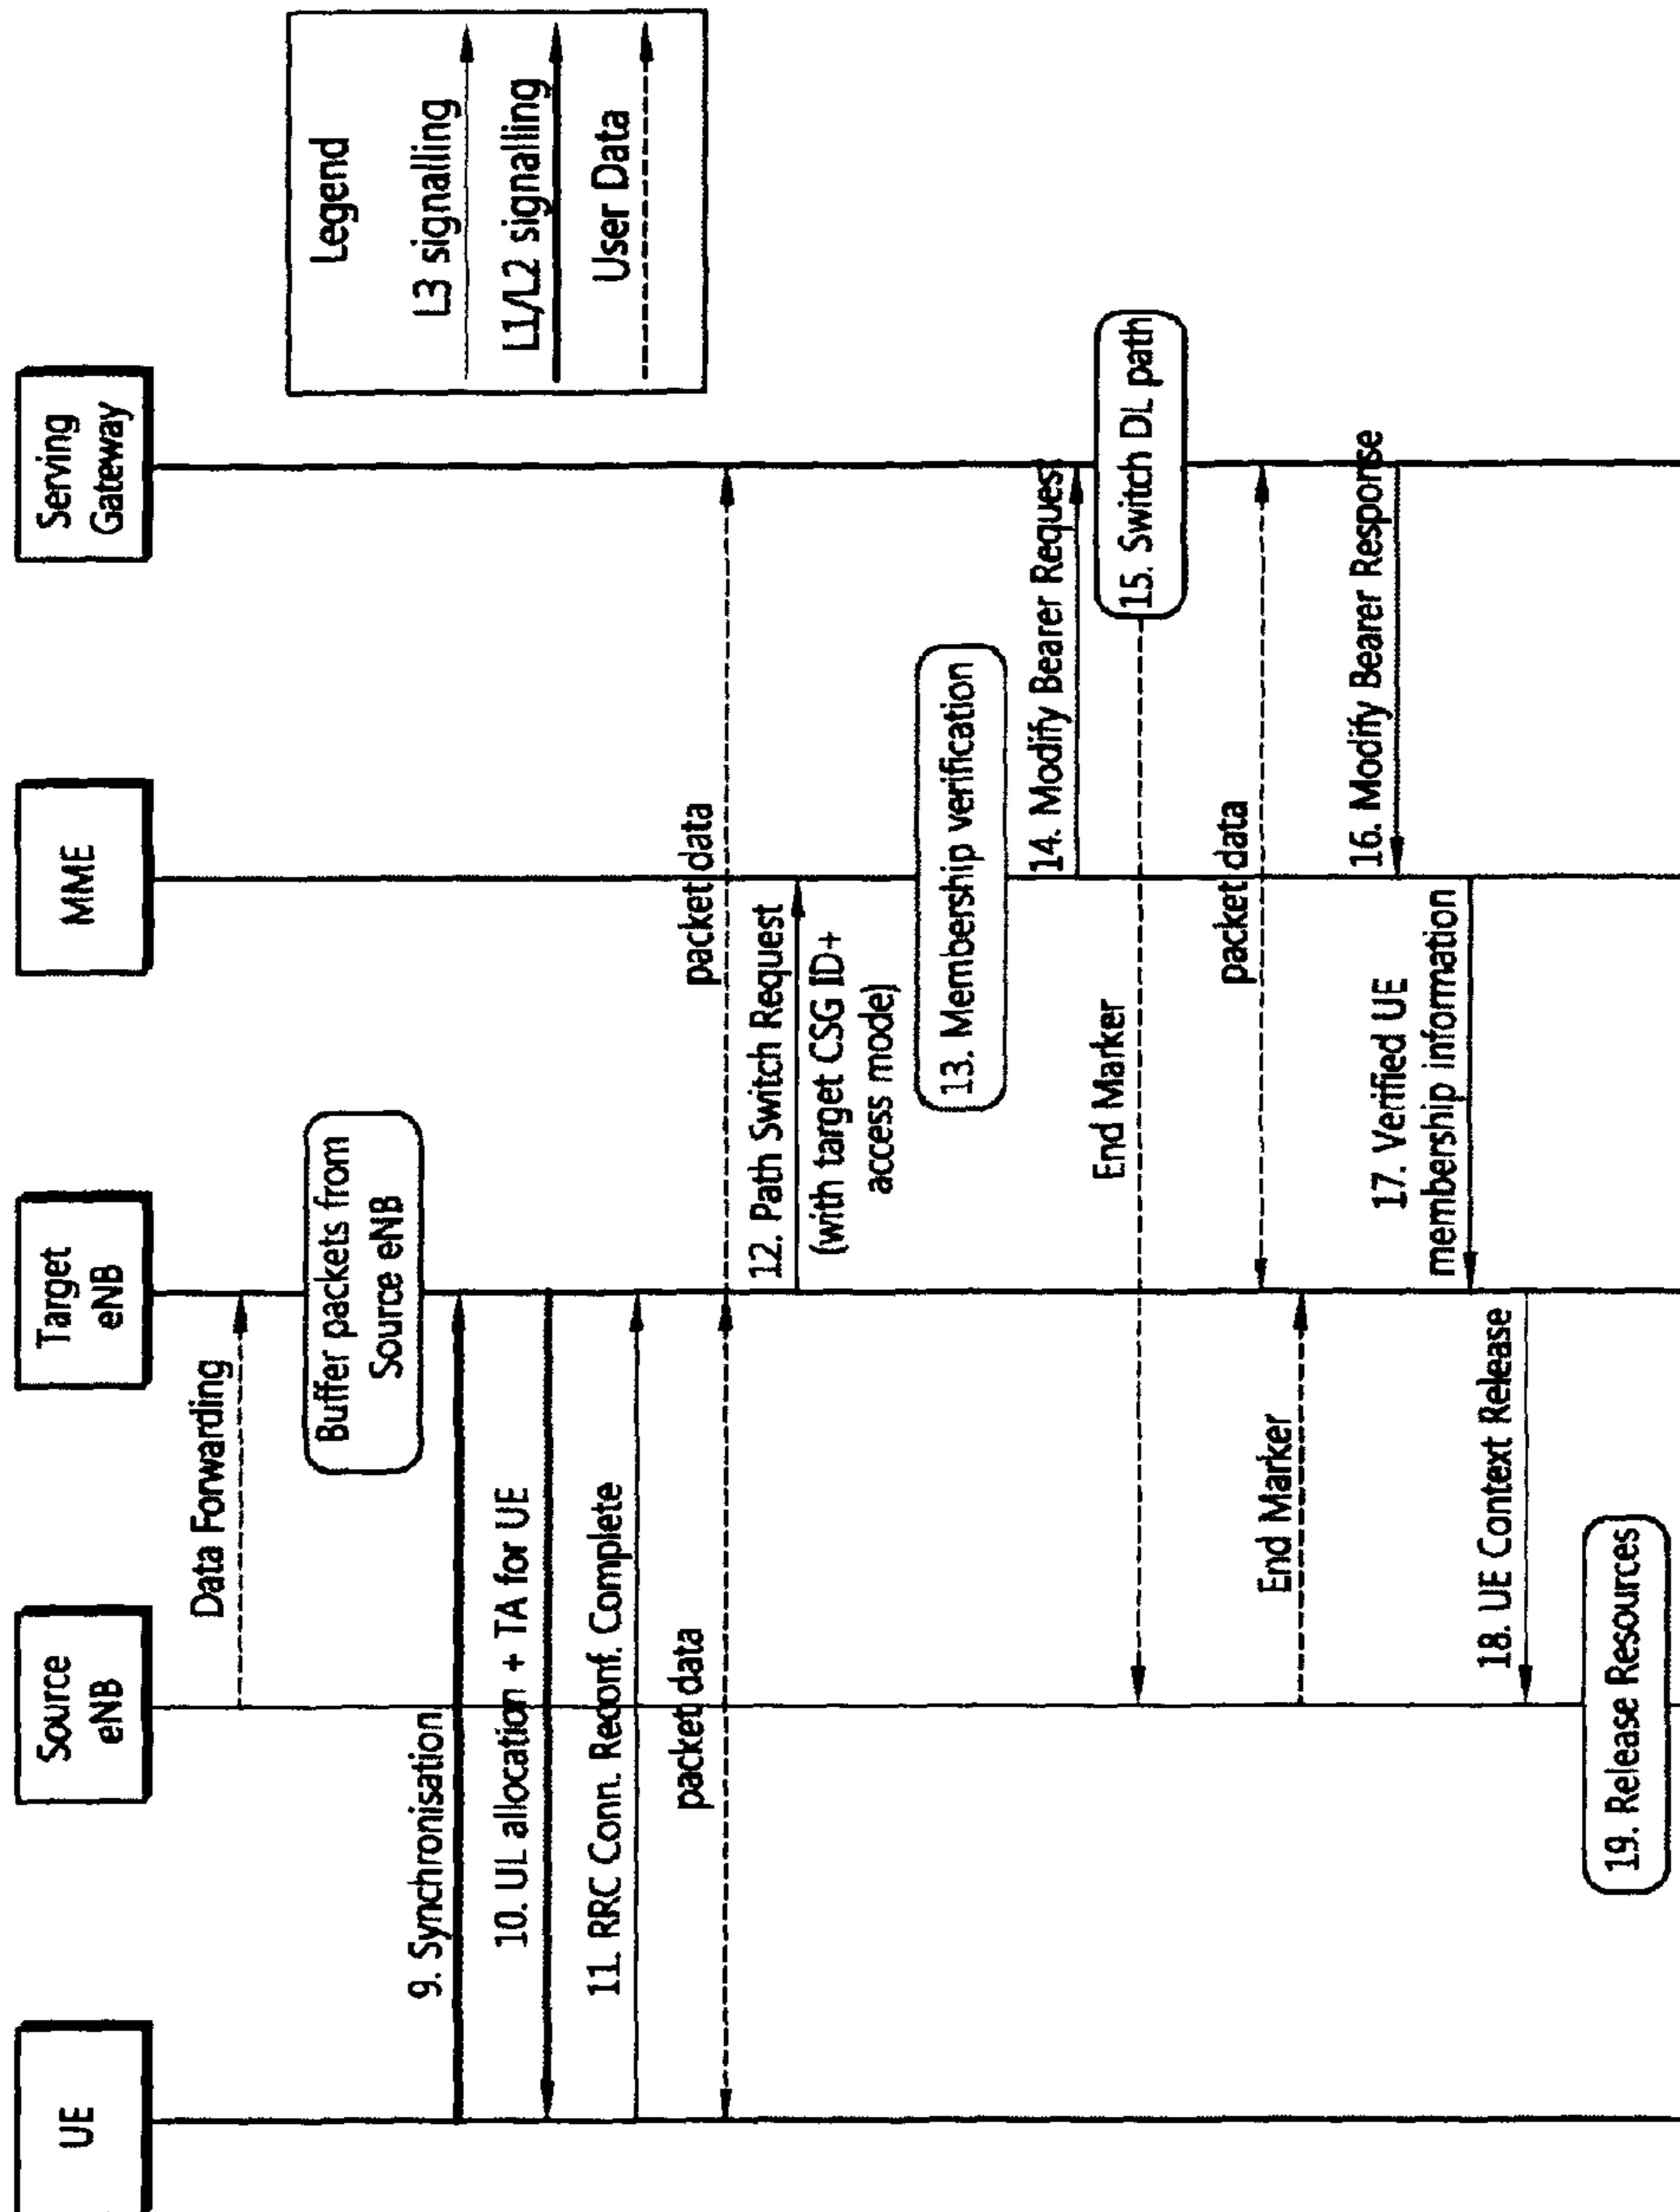 UE
Source
eNB
Target
eNB
MME
Serving
Gateway
Legend
L3 signalling
L1/L2 signalling
User Data
Data Forwarding
Buffer packets from
Source eNB
9. Synchronisation
10. UL allocation + TA for UE
11. RRC Conn. Reconf. Complete
packet data
packet data
12. Path Switch Request
(with target CSG ID+
access mode)
13. Membership verification
14. Modify Bearer Request
15. Switch DL path
End Marker
packet data
End Marker
16. Modify Bearer Response
17. Verified UE
membership information
18. UE Context Release
19. Release Resources